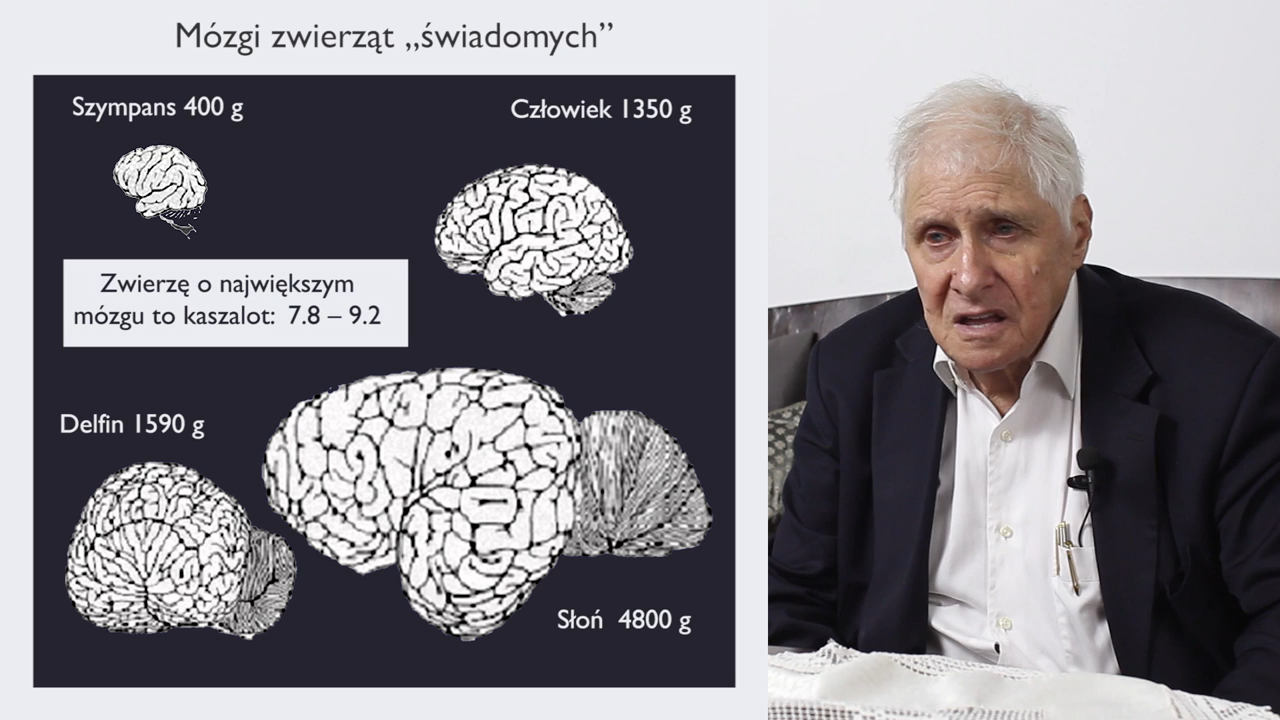 Mózgi zwierząt „świadomych”
Szympans 400 g
Człowiek 1350 g
Zwierzę o największym
mózgu to kaszalot: 7.8 – 9.2
Delfin 1590 g
Słoń 4800 g